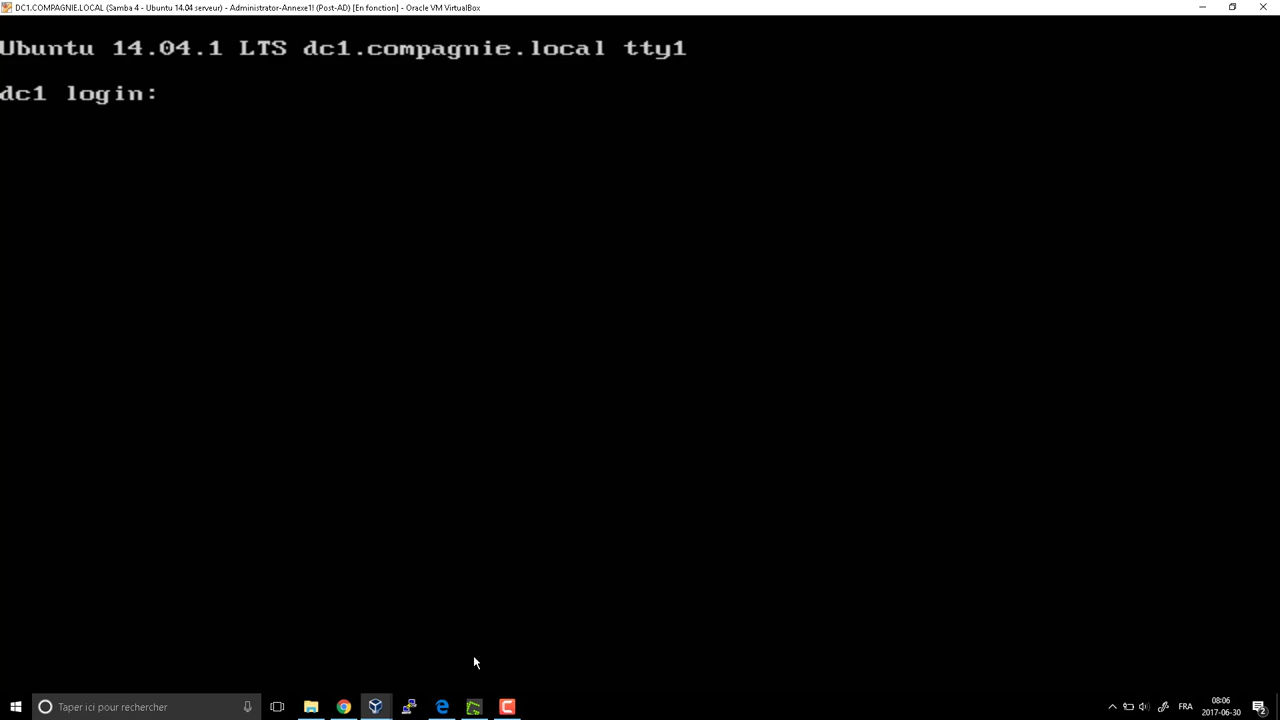 DC1.COMPAGNIE.LOCAL (Samba 4 - Ubuntu 14.04 serveur) - Administrator-Annexe1! (Post-AD) [En fonction] - Oracle VM VirtualBox
Ubuntu 14.04.1 LTS dc1.compagnie.local tty1
dc1 login:
Taper ici pour rechercher
FRA
08:06
2017-06-30
2